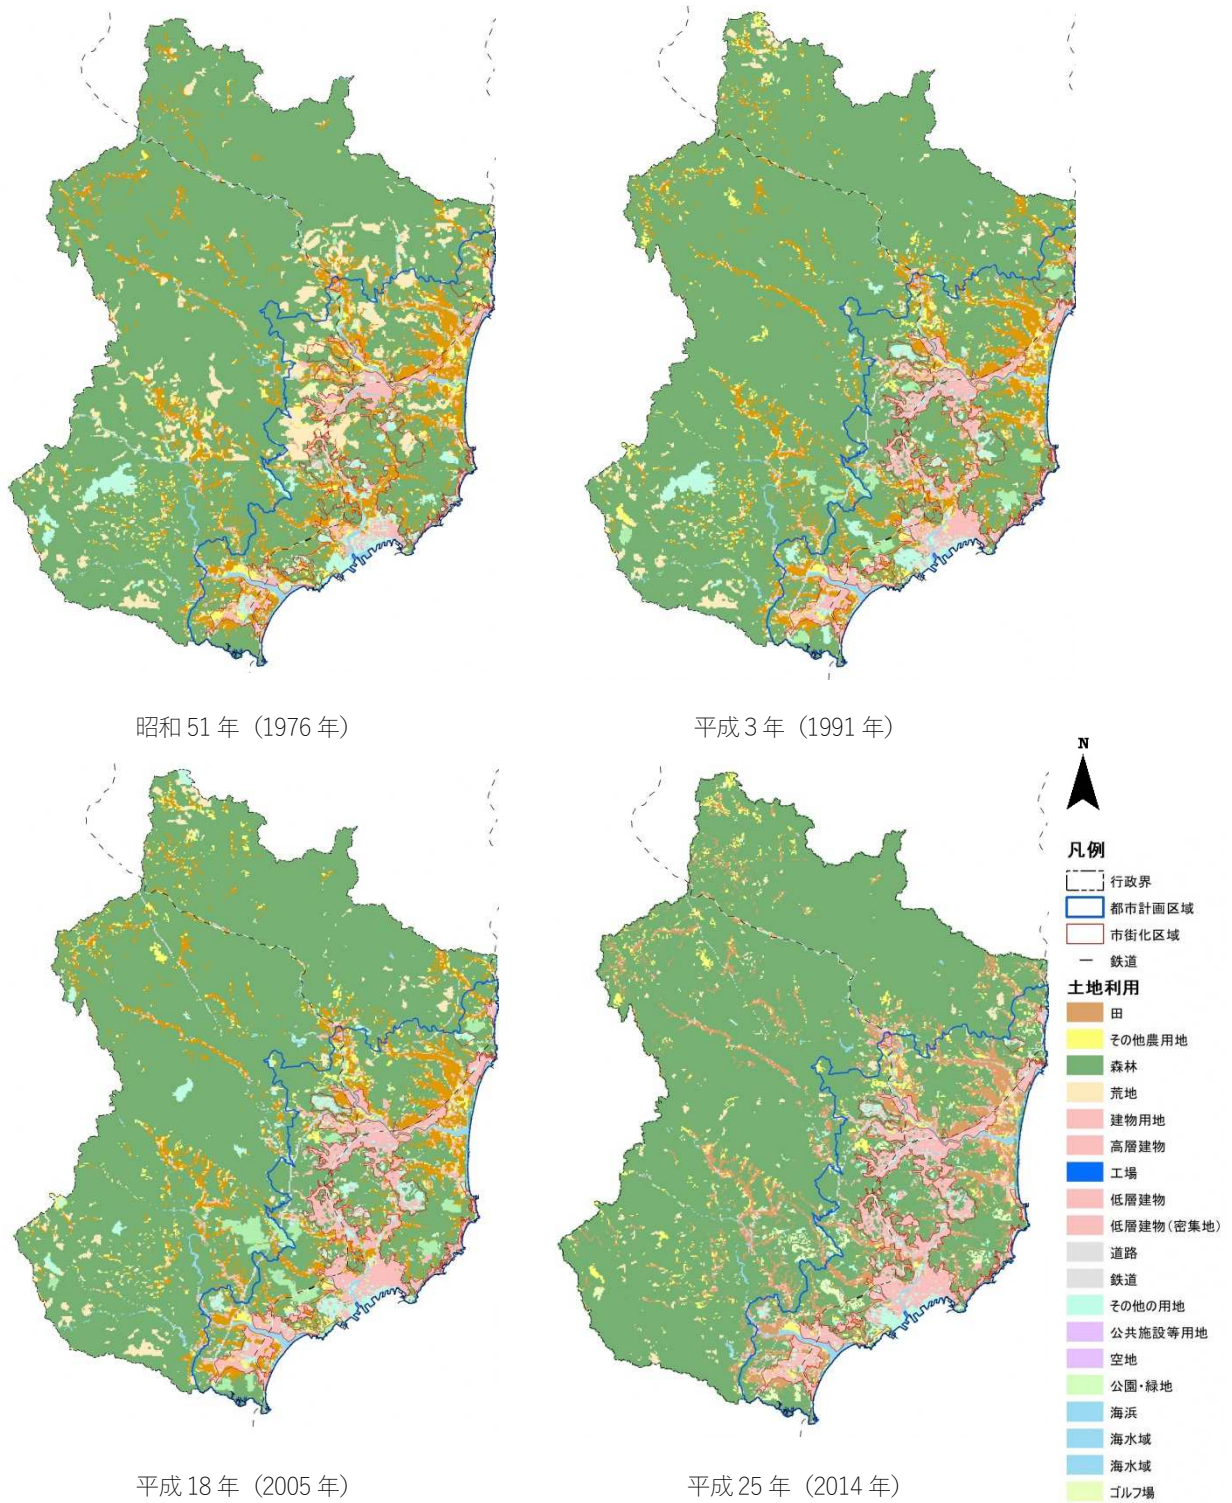 昭和 51 年（1976 年）
平成 3 年（1991 年）
N
凡例
行政界
都市計画区域
市街化区域
鉄道
土地利用
田
その他農用地
森林
荒地
建物用地
高層建物
工場
低層建物
低層建物（密集地）
道路
鉄道
その他の用地
公共施設等用地
空地
公園・緑地
海浜
海水域
海水域
ゴルフ場
平成 18 年（2005 年）
平成 25 年（2014 年）